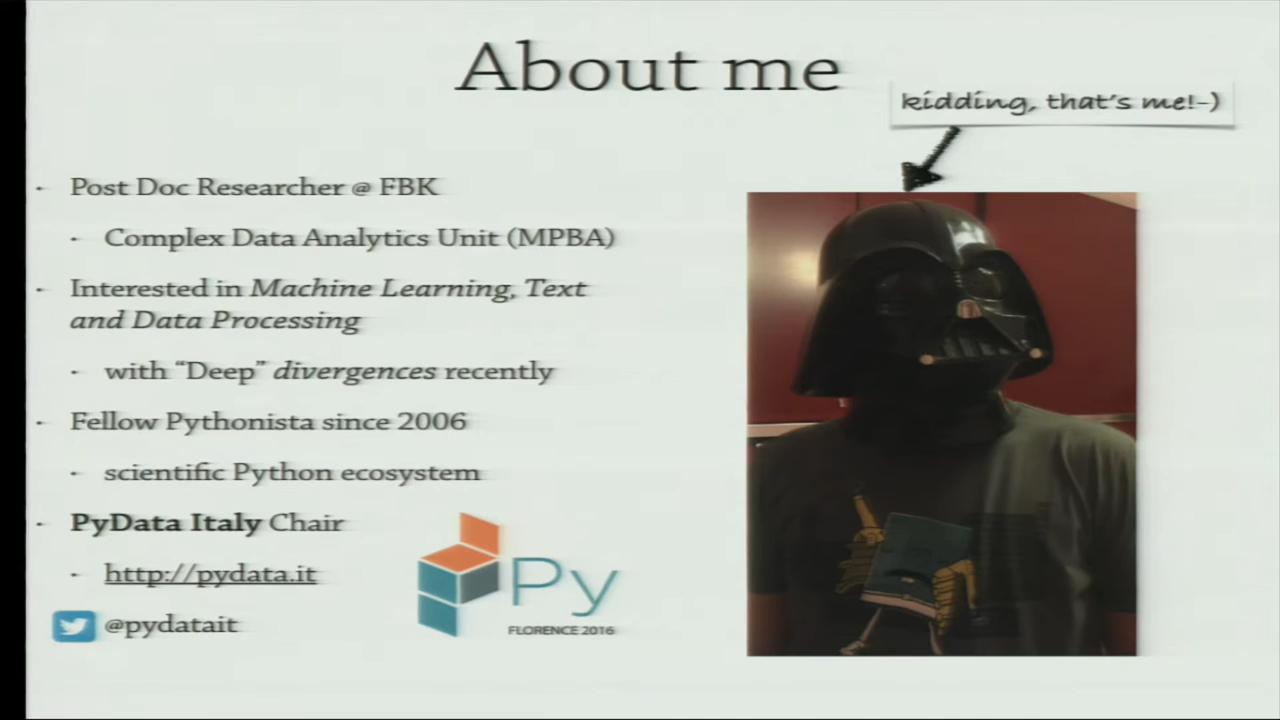 About me
kidding, that's me!-)
• Post Doc Researcher @ FBK
• Complex Data Analytics Unit (MPBA)
• Interested in Machine Learning, Text
and Data Processing
• with “Deep” divergences recently
• Fellow Pythonista since 2006
• scientific Python ecosystem
• PyData Italy Chair
• http://pydata.it
@pydatait
Py
FLORENCE 2016